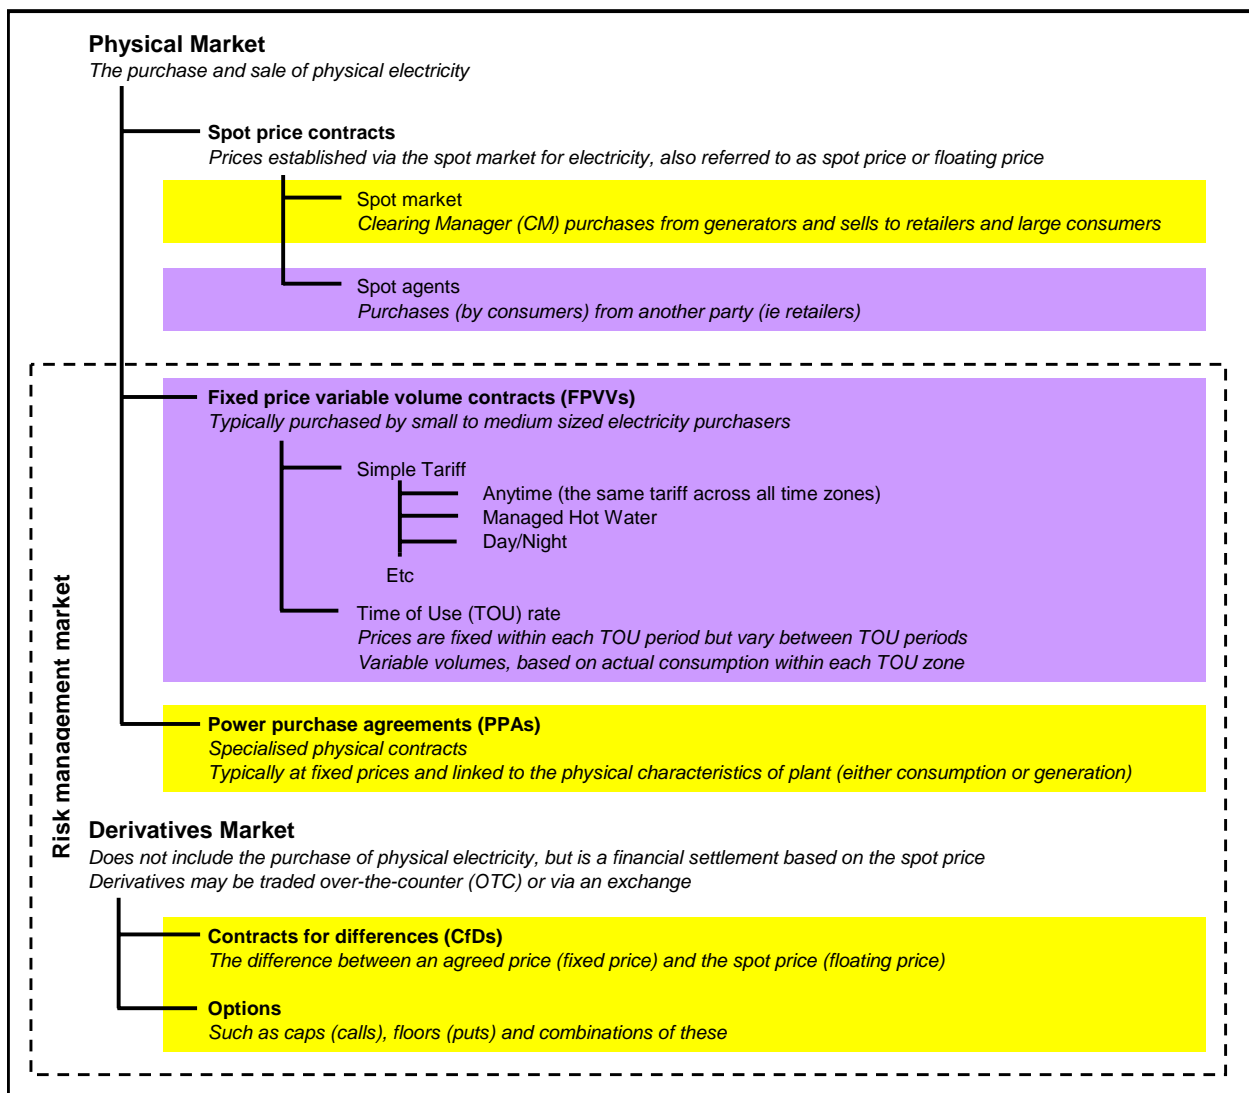 Physical Market
The purchase and sale of physical electricity
Spot price contracts
Prices established via the spot market for electricity, also referred to as spot price or floating price
Spot market
Clearing Manager (CM) purchases from generators and sells to retailers and large consumers
Spot agents
Purchases (by consumers) from another party (ie retailers)
Risk management market
Fixed price variable volume contracts (FPVVs)
Typically purchased by small to medium sized electricity purchasers
Simple Tariff
Anytime (the same tariff across all time zones)
Managed Hot Water
Day/Night
Etc
Time of Use (TOU) rate
Prices are fixed within each TOU period but vary between TOU periods
Variable volumes, based on actual consumption within each TOU zone
Power purchase agreements (PPAs)
Specialised physical contracts
Typically at fixed prices and linked to the physical characteristics of plant (either consumption or generation)
Derivatives Market
Does not include the purchase of physical electricity, but is a financial settlement based on the spot price
Derivatives may be traded over-the-counter (OTC) or via an exchange
Contracts for differences (CfDs)
The difference between an agreed price (fixed price) and the spot price (floating price)
Options
Such as caps (calls), floors (puts) and combinations of these